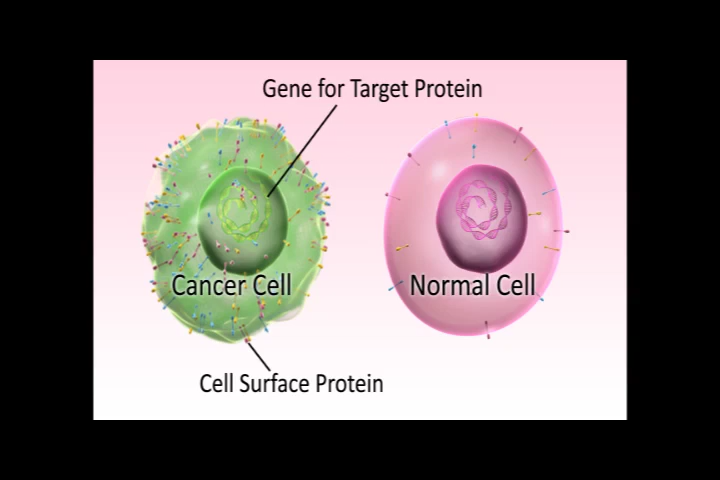 Gene for Target Protein
Cancer Cell
Normal Cell
Cell Surface Protein